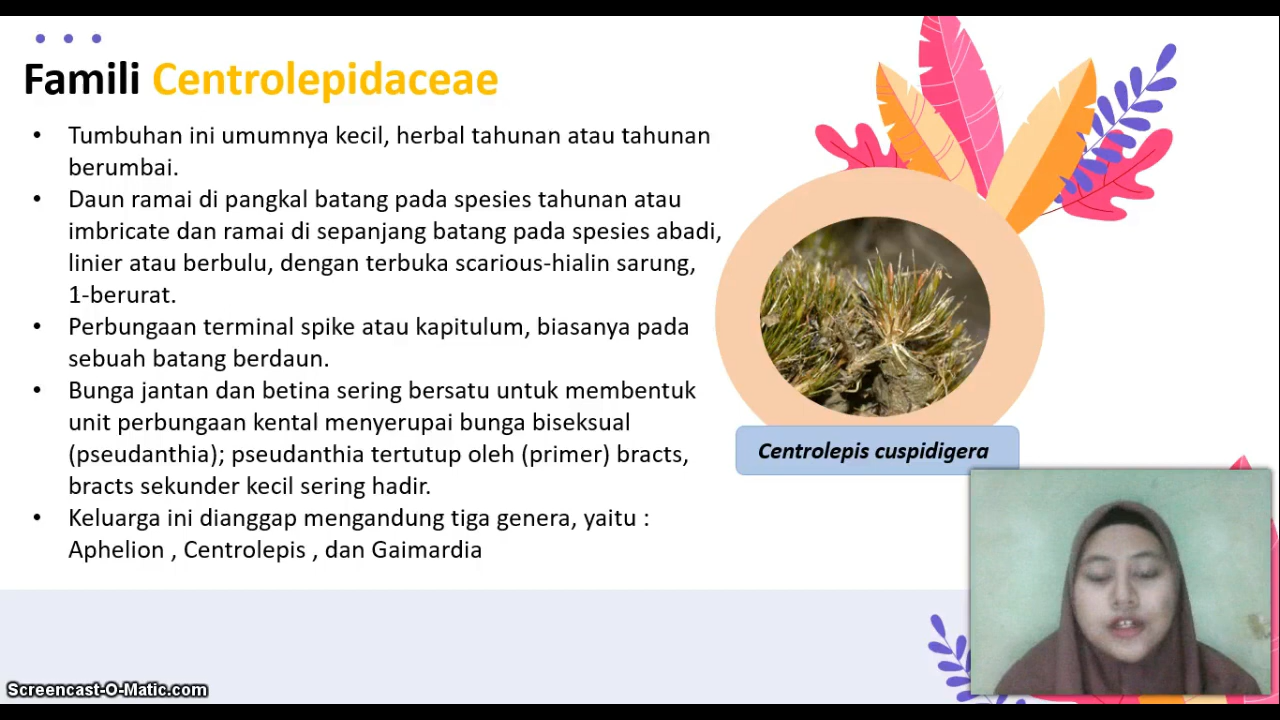 Famili Centrolepidaceae
• Tumbuhan ini umumnya kecil, herbal tahunan atau tahunan
berumbai.
• Daun ramai di pangkal batang pada spesies tahunan atau
imbricate dan ramai di sepanjang batang pada spesies abadi,
linier atau berbulu, dengan terbuka scarious-hialin sarung,
1-berurat.
• Perbungaan terminal spike atau kapitulum, biasanya pada
sebuah batang berdaun.
• Bunga jantan dan betina sering bersatu untuk membentuk
unit perbungaan kental menyerupai bunga biseksual
(pseudanthia); pseudanthia tertutup oleh (primer) bracts,
bracts sekunder kecil sering hadir.
• Keluarga ini dianggap mengandung tiga genera, yaitu :
Aphelion , Centrolepis , dan Gaimardia
Centrolepis cuspidigera
Screencast-O-Matic.com